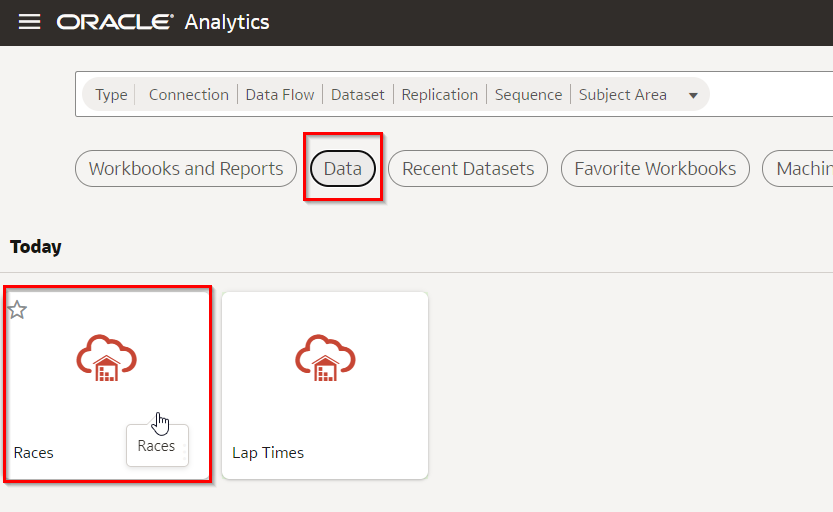 ORACLE Analytics
Type Connection Data Flow Dataset Replication Sequence Subject Area
Workbooks and Reports Data Recent Datasets Favorite Workbooks Machin
Today
Races Races Lap Times